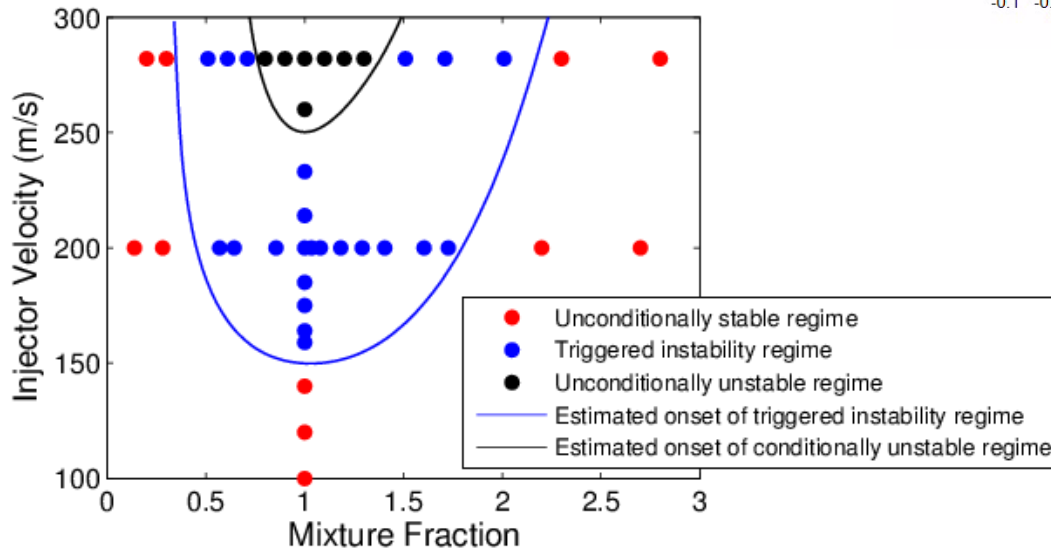 -0.1
300
250
200
150
100
Injector Velocity (m/s)
Unconditionally stable regime
Triggered instability regime
Unconditionally unstable regime
Estimated onset of triggered instability regime
Estimated onset of conditionally unstable regime
0 0.5 1 1.5 2 2.5 3
Mixture Fraction